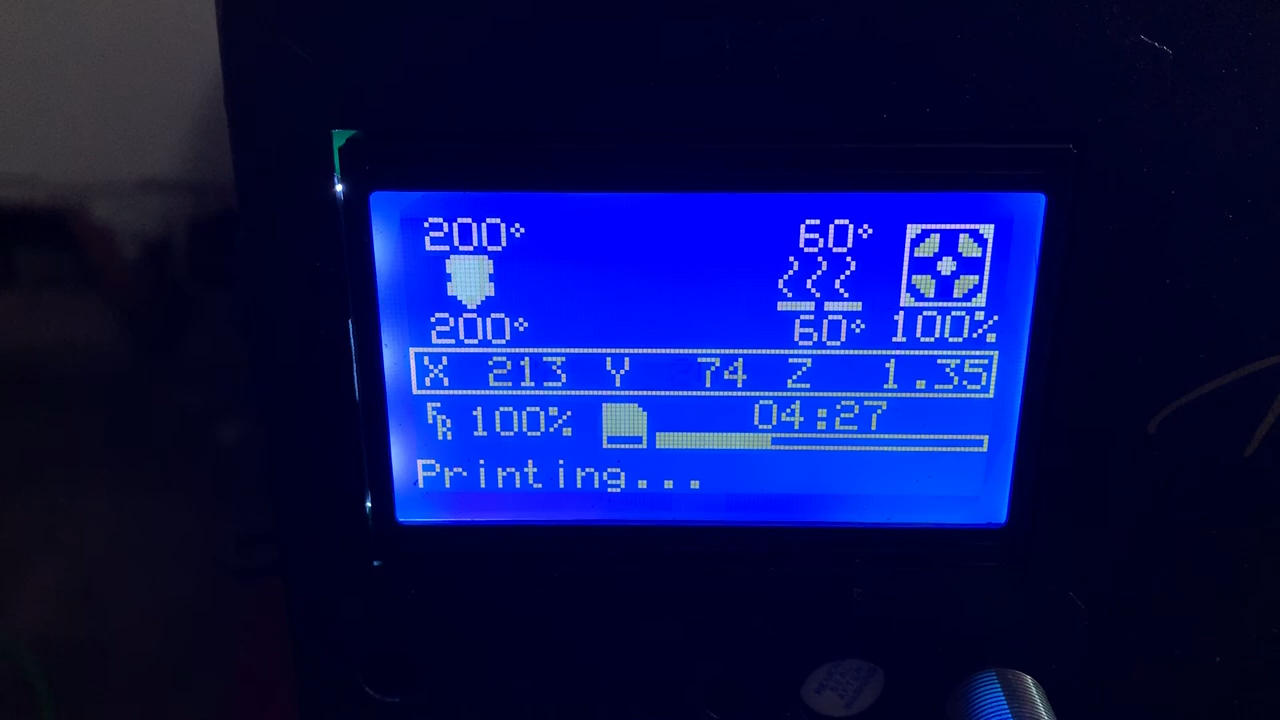 200° 60°
200° 60° 100%
X 213 Y 74 Z 1.35
100% 04:27
Printing...